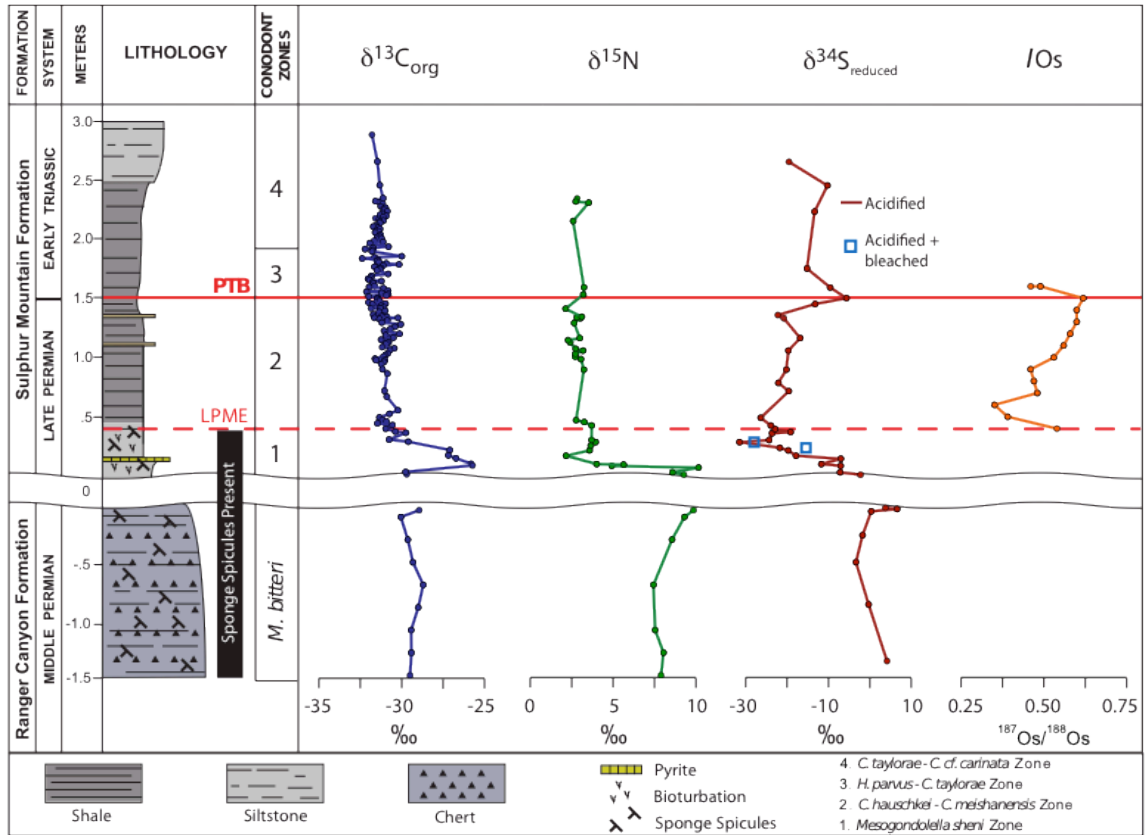 FORMATION
SYSTEM
METERS
LITHOLOGY
CONODONT
ZONES
δ13Corg
δ15N
δ34Sreduced
IOs
Sulphur Mountain Formation
EARLY TRIASSIC
LATE PERMIAN
Ranger Canyon Formation
MIDDLE PERMIAN
3.0
2.5
2.0
1.5
1.0
.5
0
-.5
-1.0
-1.5
PTB
LPME
Sponge Spicules Present
4
3
2
1
M. bitteri
Acidified
Acidified +
bleached
-35 -30 -25
‰
0 5 10
‰
-30 -10 10
‰
0.25 0.50 0.75
187Os/188Os
Shale
Siltstone
Chert
Pyrite
Bioturbation
Sponge Spicules
4. C. taylorae - C. cf. carinata Zone
3. H. parvus - C. taylorae Zone
2. C. hauschkei - C. meishanensis Zone
1. Mesogondolella sheni Zone